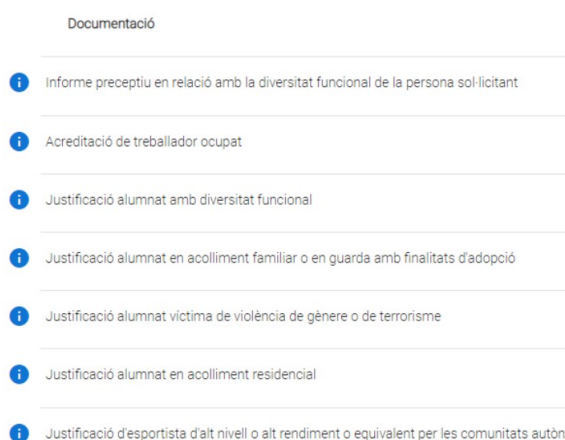 Documentació
Informe preceptiu en relació amb la diversitat funcional de la persona sol·licitant
Acreditació de treballador ocupat
Justificació alumnat amb diversitat funcional
Justificació alumnat en acolliment familiar o en guarda amb finalitats d'adopció
Justificació alumnat víctima de violència de gènere o de terrorisme
Justificació alumnat en acolliment residencial
Justificació d'esportista d'alt nivell o alt rendiment o equivalent per les comunitats autòn